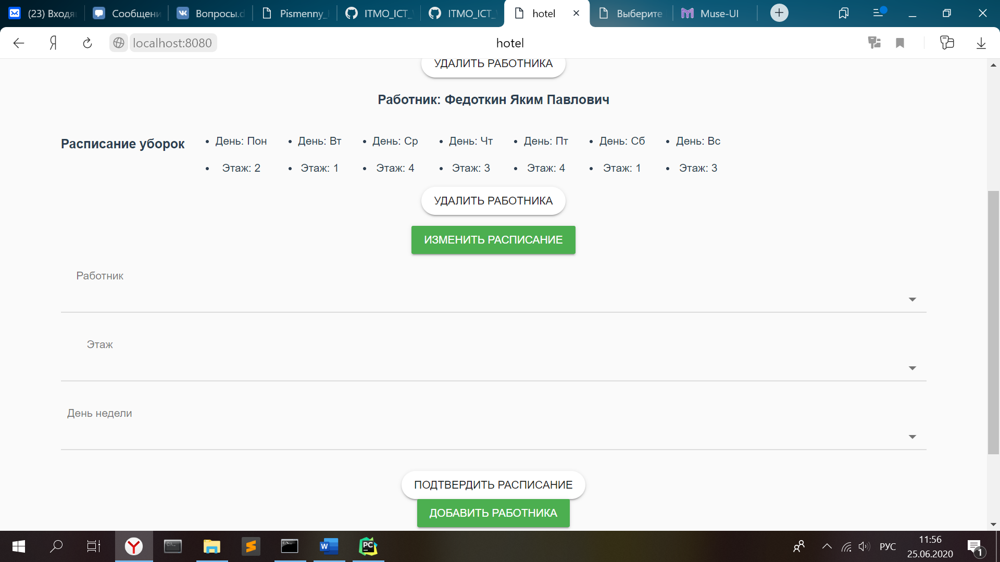 (23) Входя Сообщени Вопросы.d Pismenny_ ITMO_ICT_ ITMO_ICT_ hotel Выберите Muse-UI
localhost:8080 hotel
УДАЛИТЬ РАБОТНИКА
Работник: Федоткин Яким Павлович
Расписание уборок
День: Пон День: Вт День: Ср День: Чт День: Пт День: Сб День: Вс
Этаж: 2 Этаж: 1 Этаж: 4 Этаж: 3 Этаж: 4 Этаж: 1 Этаж: 3
УДАЛИТЬ РАБОТНИКА
ИЗМЕНИТЬ РАСПИСАНИЕ
Работник
Этаж
День недели
ПОДТВЕРДИТЬ РАСПИСАНИЕ
ДОБАВИТЬ РАБОТНИКА
РУС
11:56
25.06.2020
1